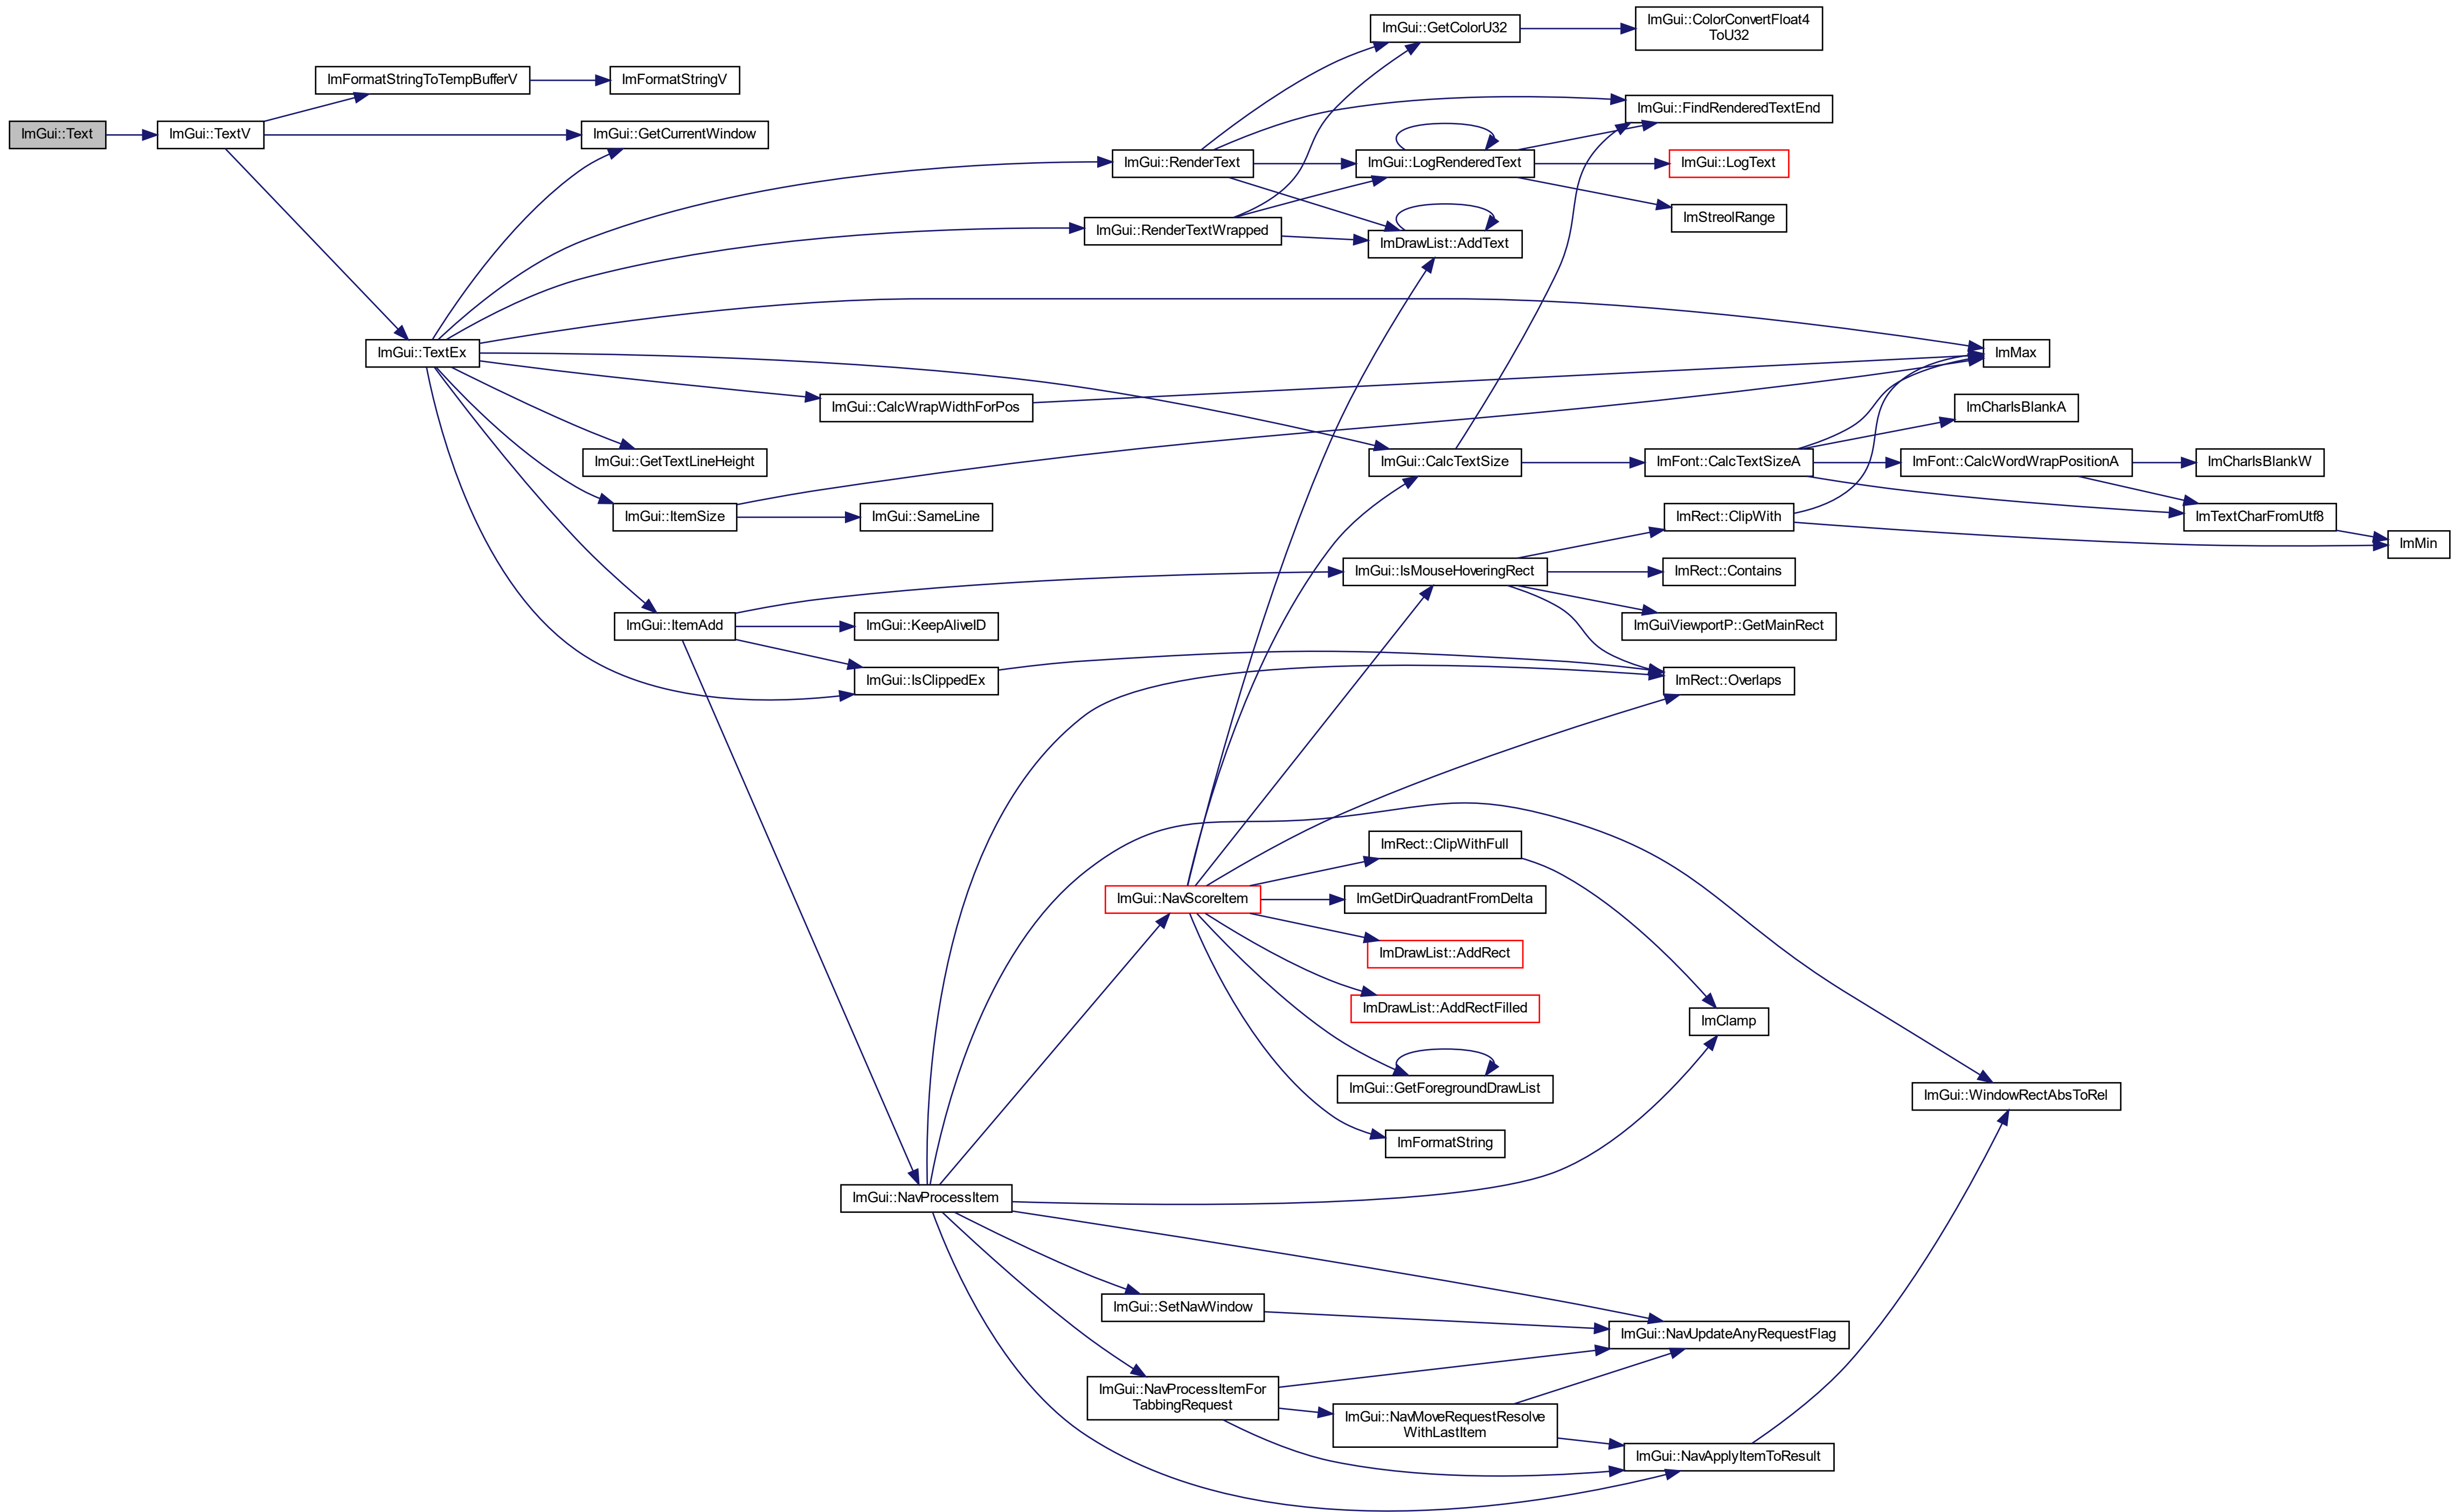 ImGui::Text
ImGui::TextV
ImFormatStringToTempBufferV
ImFormatStringV
ImGui::GetCurrentWindow
ImGui::TextEx
ImGui::GetColorU32
ImGui::ColorConvertFloat4
ToU32
ImGui::FindRenderedTextEnd
ImGui::RenderText
ImGui::LogRenderedText
ImGui::LogText
ImStreolRange
ImGui::RenderTextWrapped
ImDrawList::AddText
ImMax
ImGui::CalcWrapWidthForPos
ImGui::GetTextLineHeight
ImGui::CalcTextSize
ImFont::CalcTextSizeA
ImCharIsBlankA
ImFont::CalcWordWrapPositionA
ImCharIsBlankW
ImTextCharFromUtf8
ImMin
ImGui::ItemSize
ImGui::SameLine
ImRect::ClipWith
ImGui::IsMouseHoveringRect
ImRect::Contains
ImGui::ItemAdd
ImGui::KeepAliveID
ImGuiViewportP::GetMainRect
ImGui::IsClippedEx
ImRect::Overlaps
ImRect::ClipWithFull
ImGui::NavScoreItem
ImGetDirQuadrantFromDelta
ImDrawList::AddRect
ImDrawList::AddRectFilled
ImClamp
ImGui::GetForegroundDrawList
ImGui::WindowRectAbsToRel
ImFormatString
ImGui::NavProcessItem
ImGui::SetNavWindow
ImGui::NavUpdateAnyRequestFlag
ImGui::NavProcessItemFor
TabbingRequest
ImGui::NavMoveRequestResolve
WithLastItem
ImGui::NavApplyItemToResult